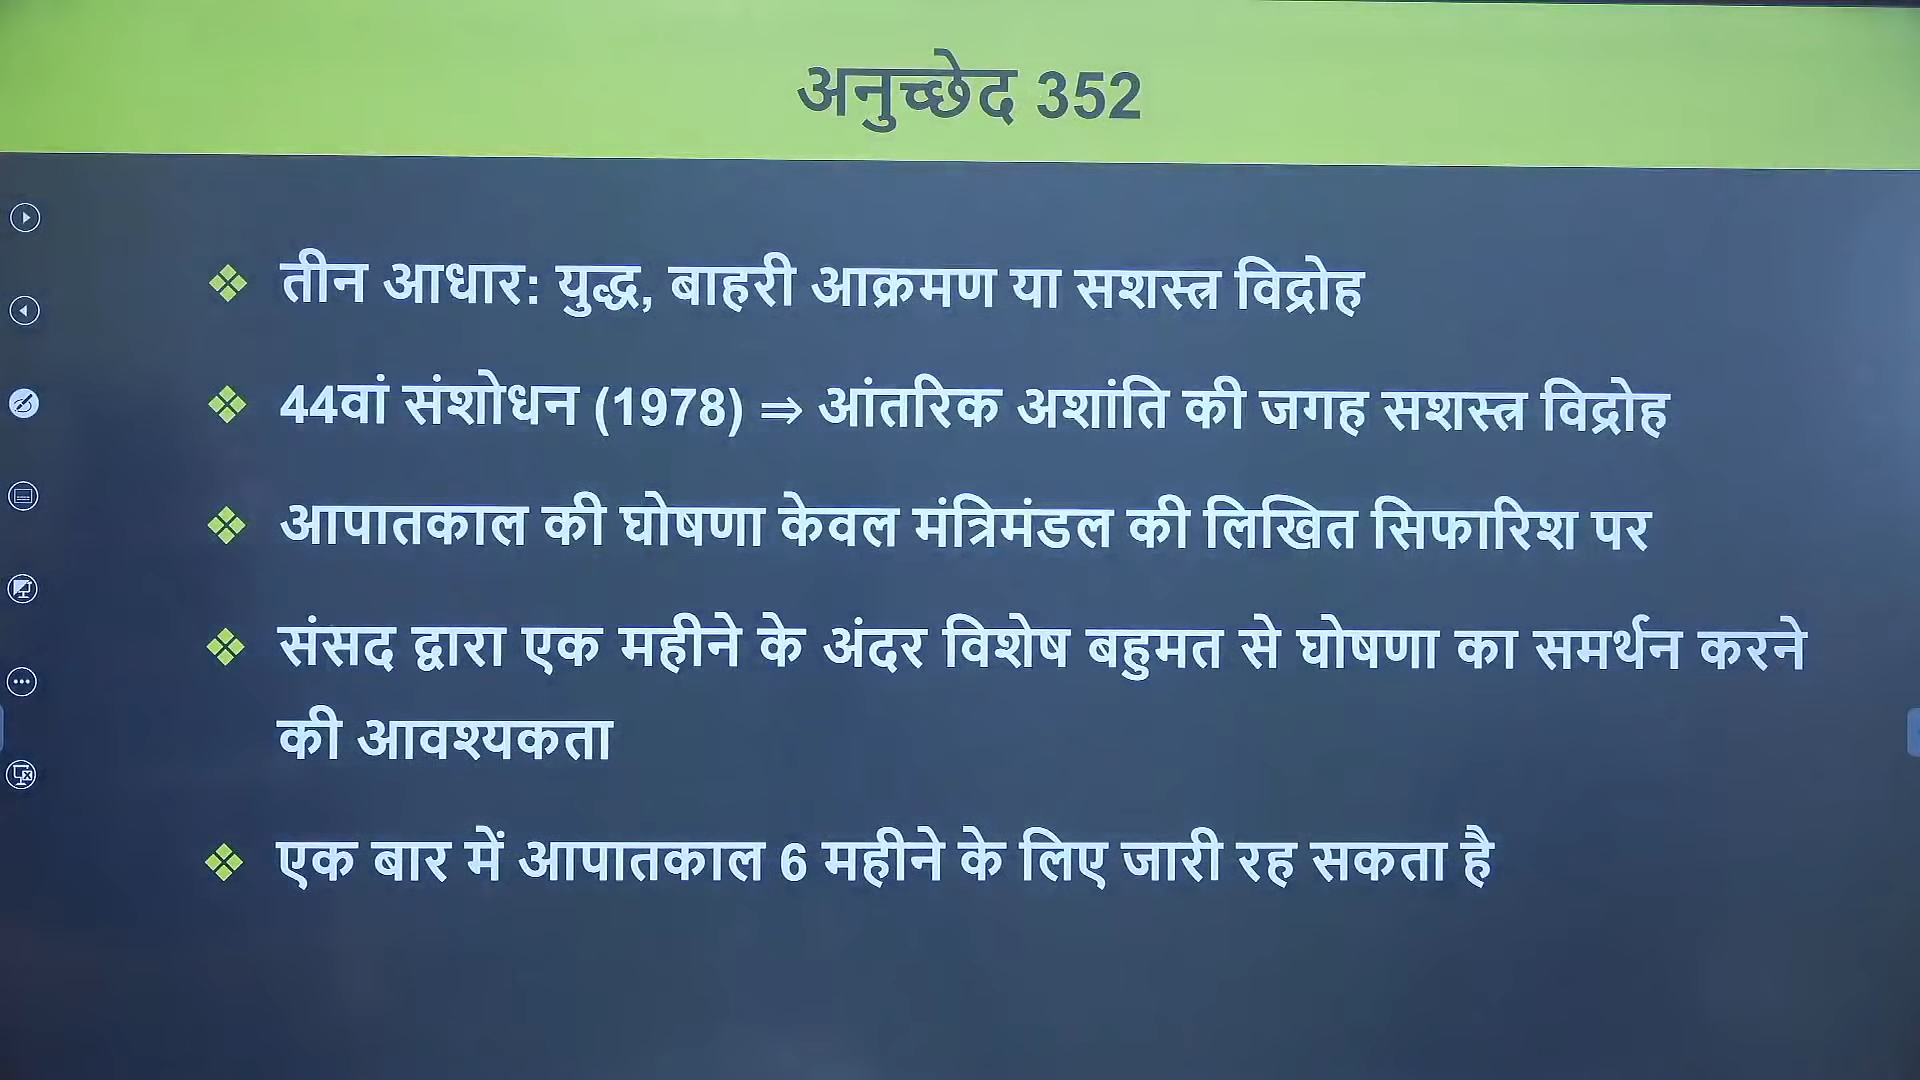 अनुच्छेद 352
❖ तीन आधार: युद्ध, बाहरी आक्रमण या सशस्त्र विद्रोह
❖ 44वां संशोधन (1978) ⇒ आंतरिक अशांति की जगह सशस्त्र विद्रोह
❖ आपातकाल की घोषणा केवल मंत्रिमंडल की लिखित सिफारिश पर
❖ संसद द्वारा एक महीने के अंदर विशेष बहुमत से घोषणा का समर्थन करने
की आवश्यकता
❖ एक बार में आपातकाल 6 महीने के लिए जारी रह सकता है